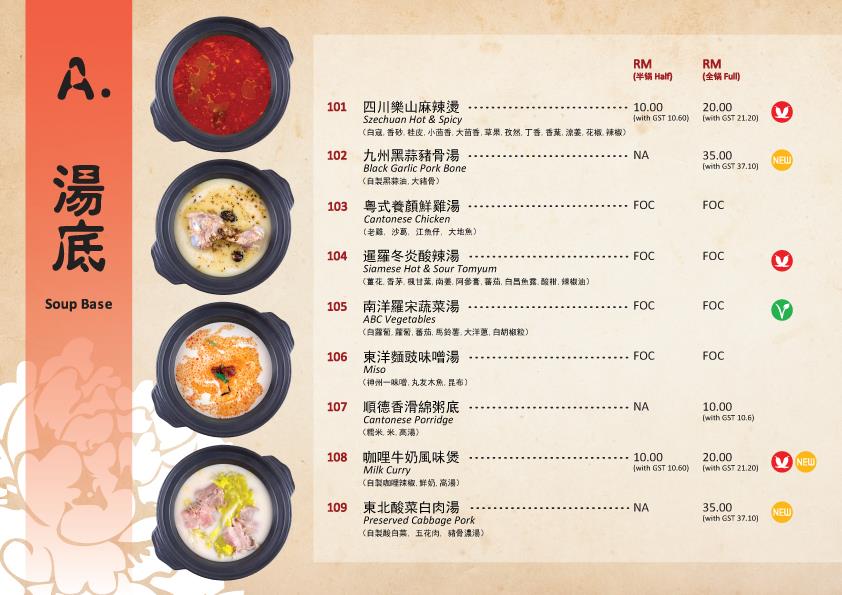 A.
湯底
Soup Base
RM
(半锅 Half)
RM
(全锅 Full)
101 四川樂山麻辣燙 10.00 20.00
Szechuan Hot & Spicy (with GST 10.60) (with GST 21.20)
(白蔻, 香砂, 桂皮, 小茴香, 大茴香, 草果, 孜然, 丁香, 香葉, 涼姜, 花椒, 辣椒)
102 九州黑蒜豬骨湯 NA 35.00 NEW
Black Garlic Pork Bone (with GST 37.10)
(自製黑蒜油, 大豬骨)
103 粤式養顏鮮雞湯 FOC FOC
Cantonese Chicken
(老雞, 沙葛, 江魚仔, 大地魚)
104 暹羅冬炎酸辣湯 FOC FOC
Siamese Hot & Sour Tomyum
(薑花, 香茅, 楓甘葉, 南姜, 阿參膏, 蕃茄, 白昌魚露, 酸柑, 辣椒油)
105 南洋羅宋蔬菜湯 FOC FOC V
ABC Vegetables
(白蘿蔔, 蘿蔔, 蕃茄, 馬鈴薯, 大洋蔥, 白胡椒粒)
106 東洋麵豉味噌湯 FOC FOC
Miso
(神州一味噌, 丸友木魚, 昆布)
107 順德香滑綿粥底 NA 10.00
Cantonese Porridge (with GST 10.6)
(糯米, 米, 高湯)
108 咖哩牛奶風味煲 10.00 20.00 NEW
Milk Curry (with GST 10.60) (with GST 21.20)
(自製咖哩辣椒, 鮮奶, 高湯)
109 東北酸菜白肉湯 NA 35.00 NEW
Preserved Cabbage Pork (with GST 37.10)
(自製酸白菜, 五花肉, 豬骨濃湯)